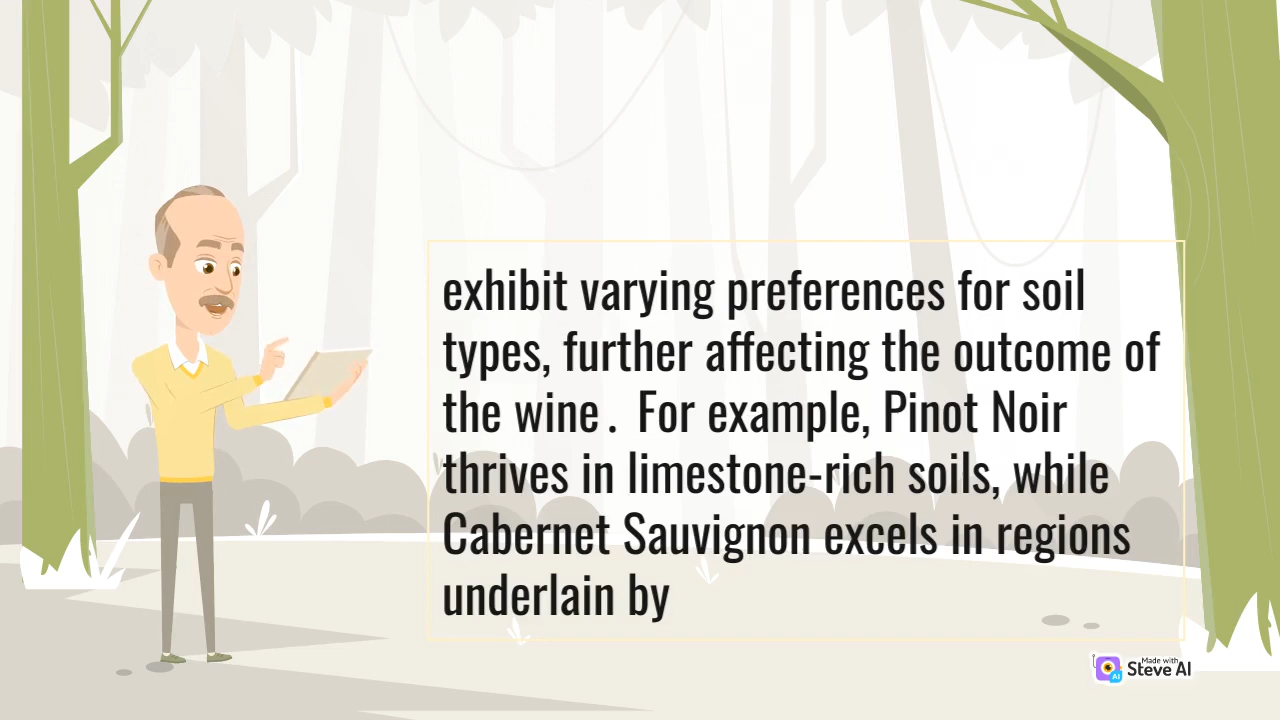 exhibit varying preferences for soil
types, further affecting the outcome of
the wine. For example, Pinot Noir
thrives in limestone-rich soils, while
Cabernet Sauvignon excels in regions
underlain by
Made with
Steve AI
AI